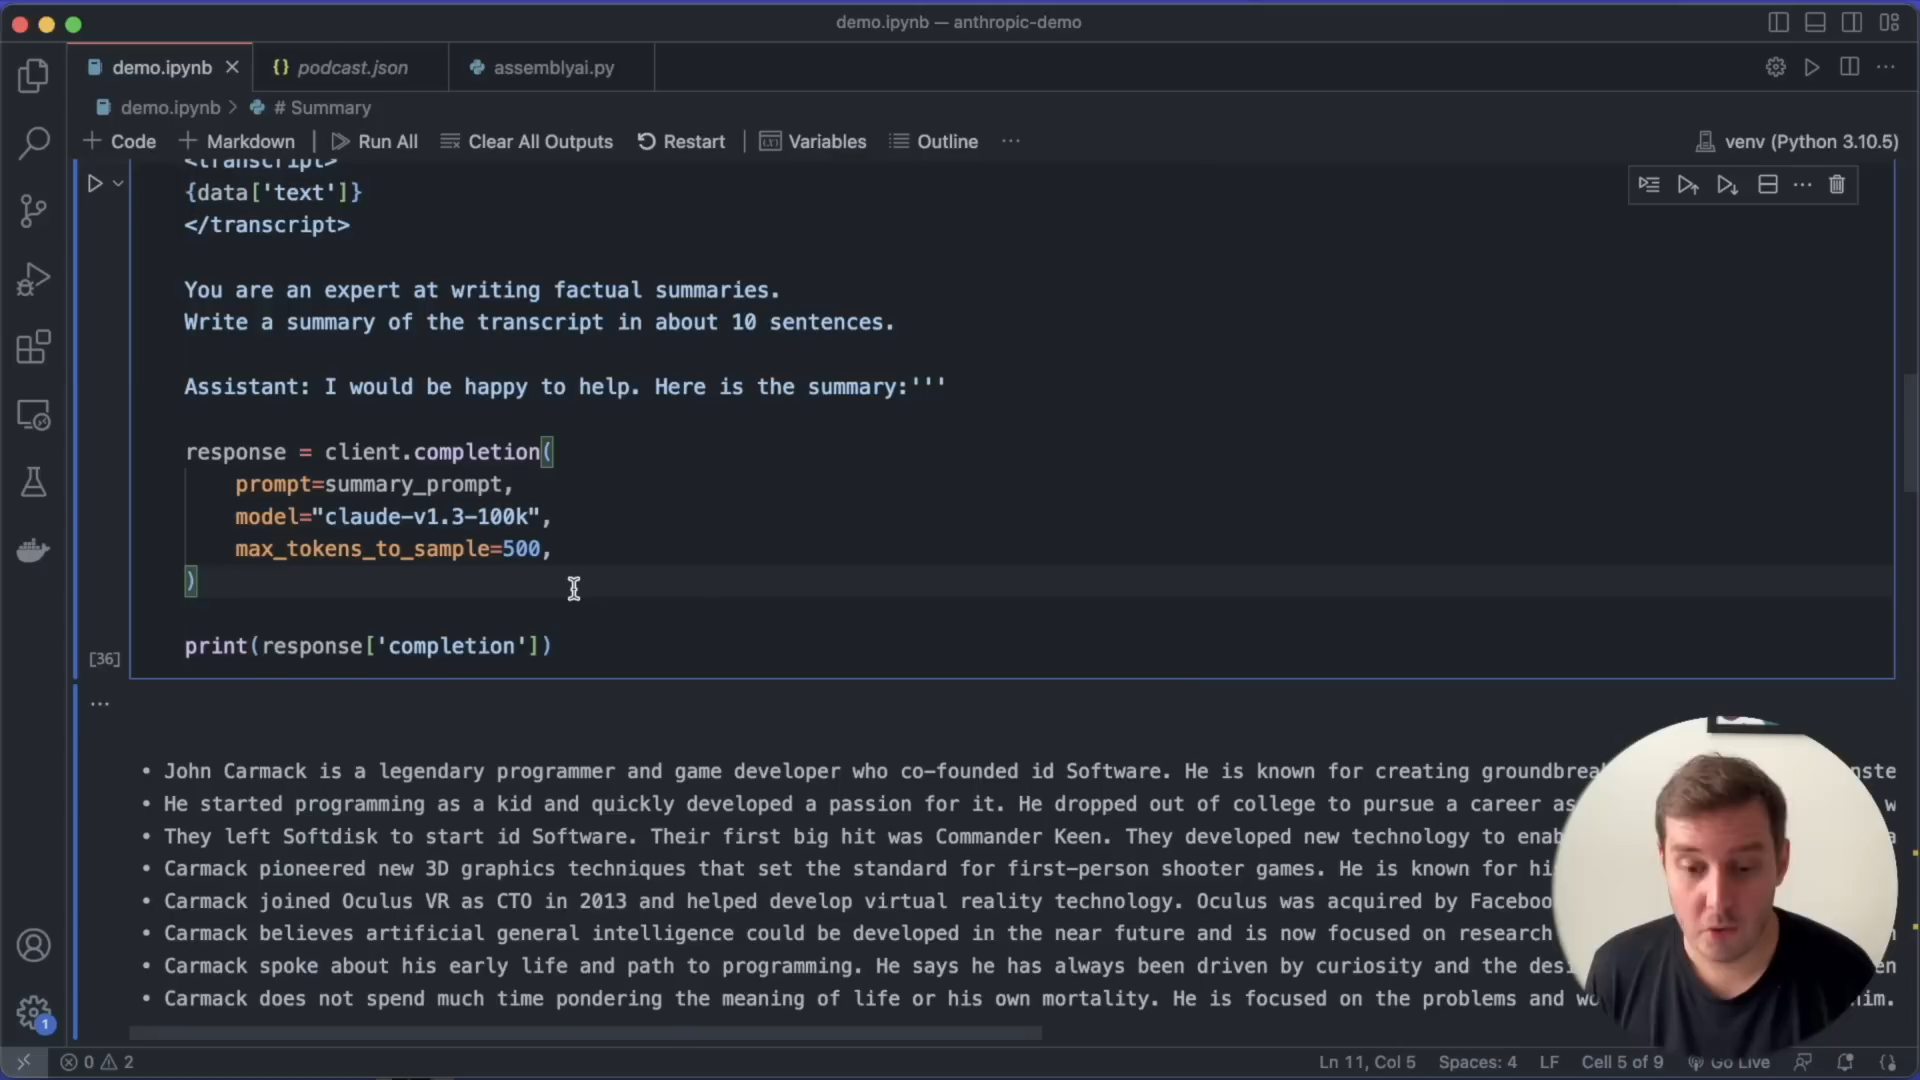 demo.ipynb — anthropic-demo
demo.ipynb
podcast.json
assemblyai.py
demo.ipynb > # Summary
+ Code + Markdown | Run All Clear All Outputs Restart | Variables Outline ...
venv (Python 3.10.5)
<transcript>
{data['text']}
</transcript>
You are an expert at writing factual summaries.
Write a summary of the transcript in about 10 sentences.
Assistant: I would be happy to help. Here is the summary:'''
response = client.completion(
prompt=summary_prompt,
model="claude-v1.3-100k",
max_tokens_to_sample=500,
)
print(response['completion'])
[36]
...
• John Carmack is a legendary programmer and game developer who co-founded id Software. He is known for creating
• He started programming as a kid and quickly developed a passion for it. He dropped out of college to pursue a career as
• They left Softdisk to start id Software. Their first big hit was Commander Keen. They developed new technology to
• Carmack pioneered new 3D graphics techniques that set the standard for first-person shooter games. He is known for
• Carmack joined Oculus VR as CTO in 2013 and helped develop virtual reality technology. Oculus was acquired by
• Carmack believes artificial general intelligence could be developed in the near future and is now focused on research
• Carmack spoke about his early life and path to programming. He says he has always been driven by curiosity and the
• Carmack does not spend much time pondering the meaning of life or his own mortality. He is focused on the problems and
1
0 2
Ln 11, Col 5 Spaces: 4 LF Cell 5 of 9 Go Live